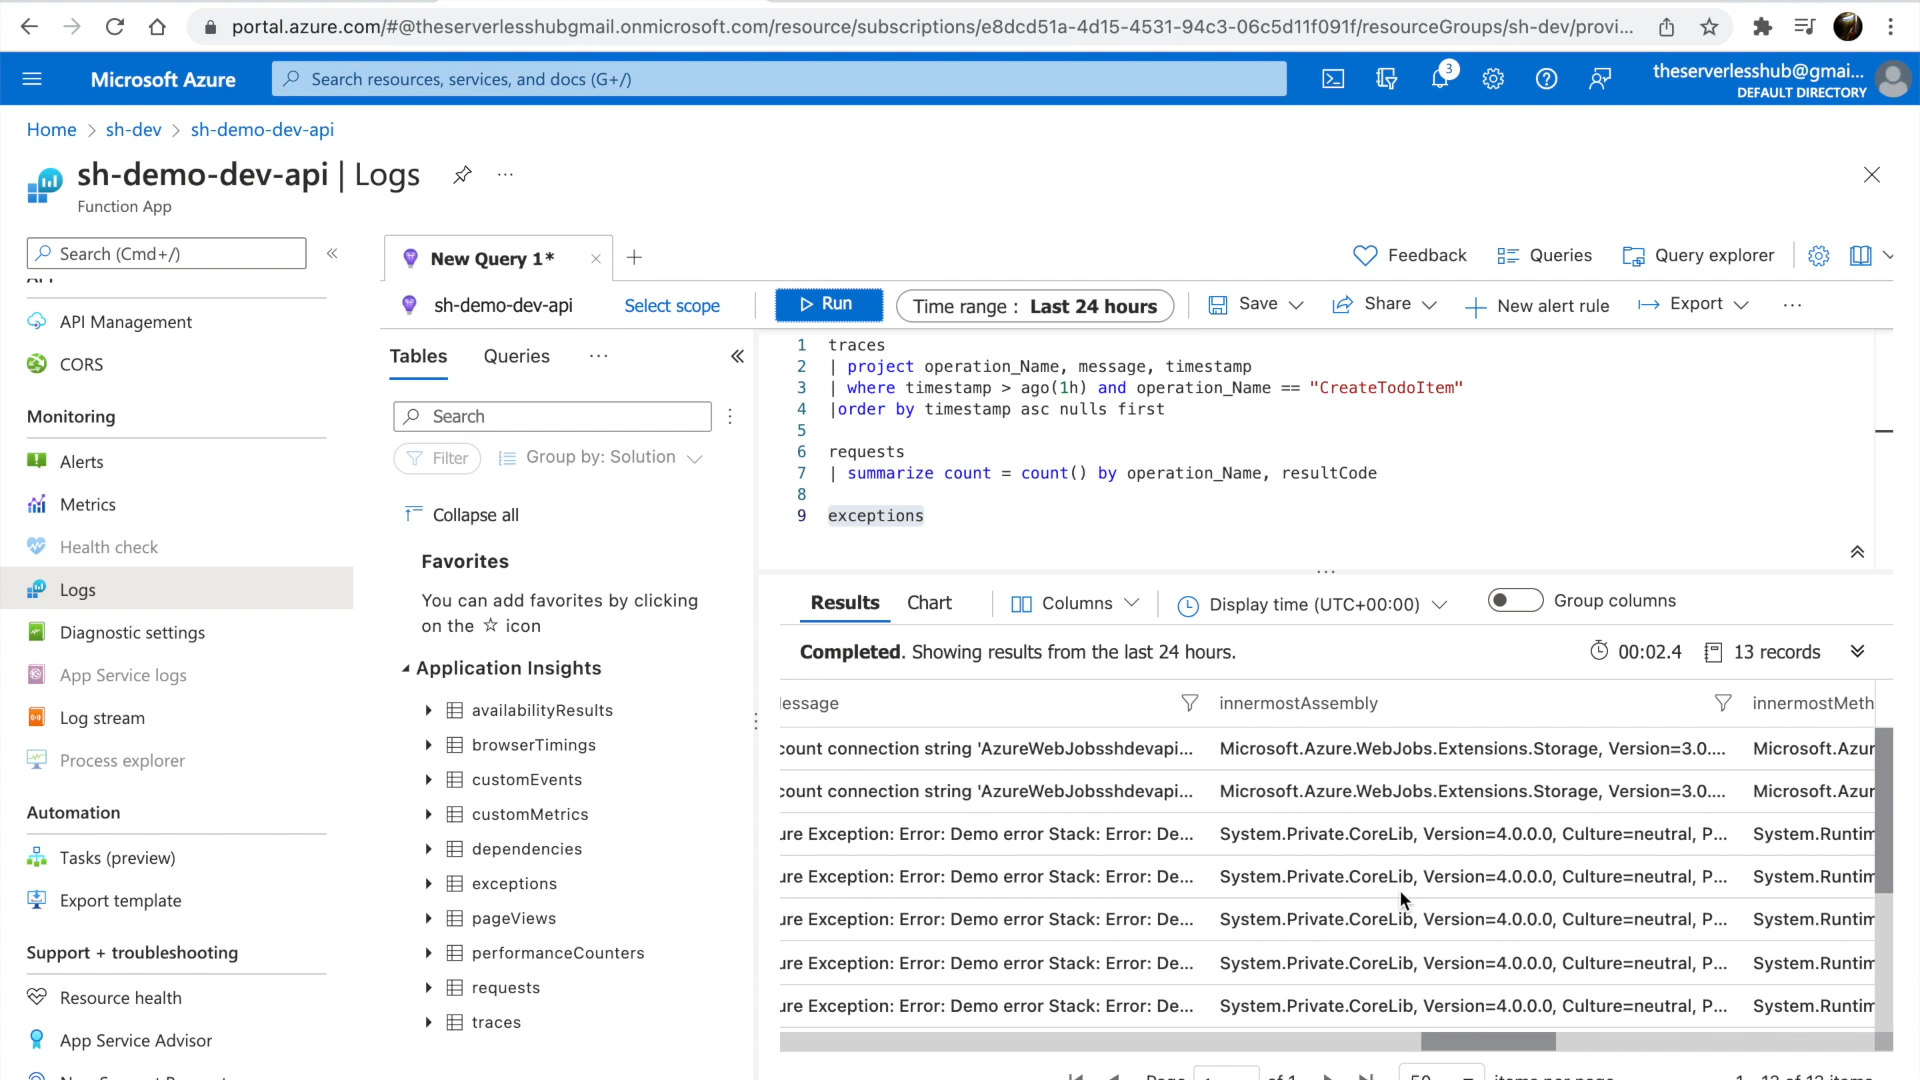 portal.azure.com/#@theserverlesshubgmail.onmicrosoft.com/resource/subscriptions/e8dcd51a-4d15-4531-94c3-06c5d11f091f/resourceGroups/sh-dev/provi...
Microsoft Azure
Search resources, services, and docs (G+/)
3
theserverlesshub@gmai...
DEFAULT DIRECTORY
Home > sh-dev > sh-demo-dev-api
sh-demo-dev-api | Logs
Function App
Search (Cmd+/)
API
API Management
CORS
Monitoring
Alerts
Metrics
Health check
Logs
Diagnostic settings
App Service logs
Log stream
Process explorer
Automation
Tasks (preview)
Export template
Support + troubleshooting
Resource health
App Service Advisor
New Query 1*
Feedback
Queries
Query explorer
sh-demo-dev-api
Select scope
Run
Time range : Last 24 hours
Save
Share
New alert rule
Export
Tables
Queries
Search
Filter
Group by: Solution
Collapse all
Favorites
You can add favorites by clicking
on the ☆ icon
Application Insights
availabilityResults
browserTimings
customEvents
customMetrics
dependencies
exceptions
pageViews
performanceCounters
requests
traces
1 traces
2 | project operation_Name, message, timestamp
3 | where timestamp > ago(1h) and operation_Name == "CreateTodoItem"
4 |order by timestamp asc nulls first
5
6 requests
7 | summarize count = count() by operation_Name, resultCode
8
9 exceptions
Results
Chart
Columns
Display time (UTC+00:00)
Group columns
Completed. Showing results from the last 24 hours.
00:02.4
13 records
essage innermostAssembly innermostMeth
count connection string 'AzureWebJobsshdevapi... Microsoft.Azure.WebJobs.Extensions.Storage, Version=3.0.... Microsoft.Azur
count connection string 'AzureWebJobsshdevapi... Microsoft.Azure.WebJobs.Extensions.Storage, Version=3.0.... Microsoft.Azur
ure Exception: Error: Demo error Stack: Error: De... System.Private.CoreLib, Version=4.0.0.0, Culture=neutral, P... System.Runtim
ure Exception: Error: Demo error Stack: Error: De... System.Private.CoreLib, Version=4.0.0.0, Culture=neutral, P... System.Runtim
ure Exception: Error: Demo error Stack: Error: De... System.Private.CoreLib, Version=4.0.0.0, Culture=neutral, P... System.Runtim
ure Exception: Error: Demo error Stack: Error: De... System.Private.CoreLib, Version=4.0.0.0, Culture=neutral, P... System.Runtim
ure Exception: Error: Demo error Stack: Error: De... System.Private.CoreLib, Version=4.0.0.0, Culture=neutral, P... System.Runtim
Page 1 of 1 50 items per page